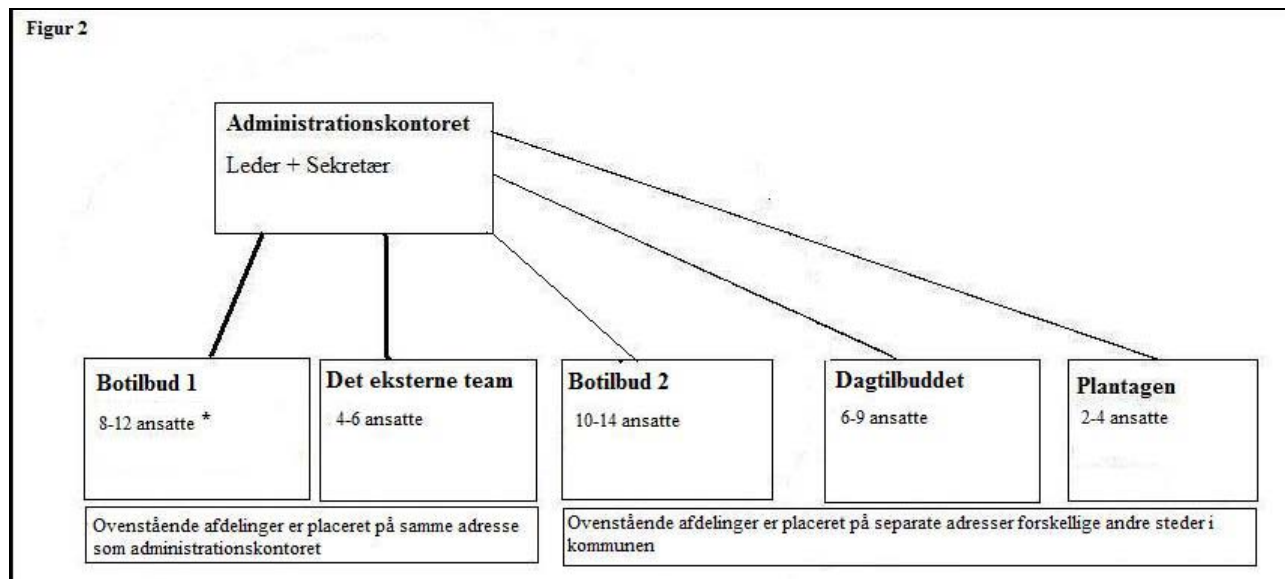 Figur 2
Administrationskontoret
Leder + Sekretær
Botilbud 1
8-12 ansatte *
Det eksterne team
4-6 ansatte
Botilbud 2
10-14 ansatte
Dagtilbuddet
6-9 ansatte
Plantagen
2-4 ansatte
Ovenstående afdelinger er placeret på samme adresse
som administrationskontoret
Ovenstående afdelinger er placeret på separate adresser forskellige andre steder i
kommunen